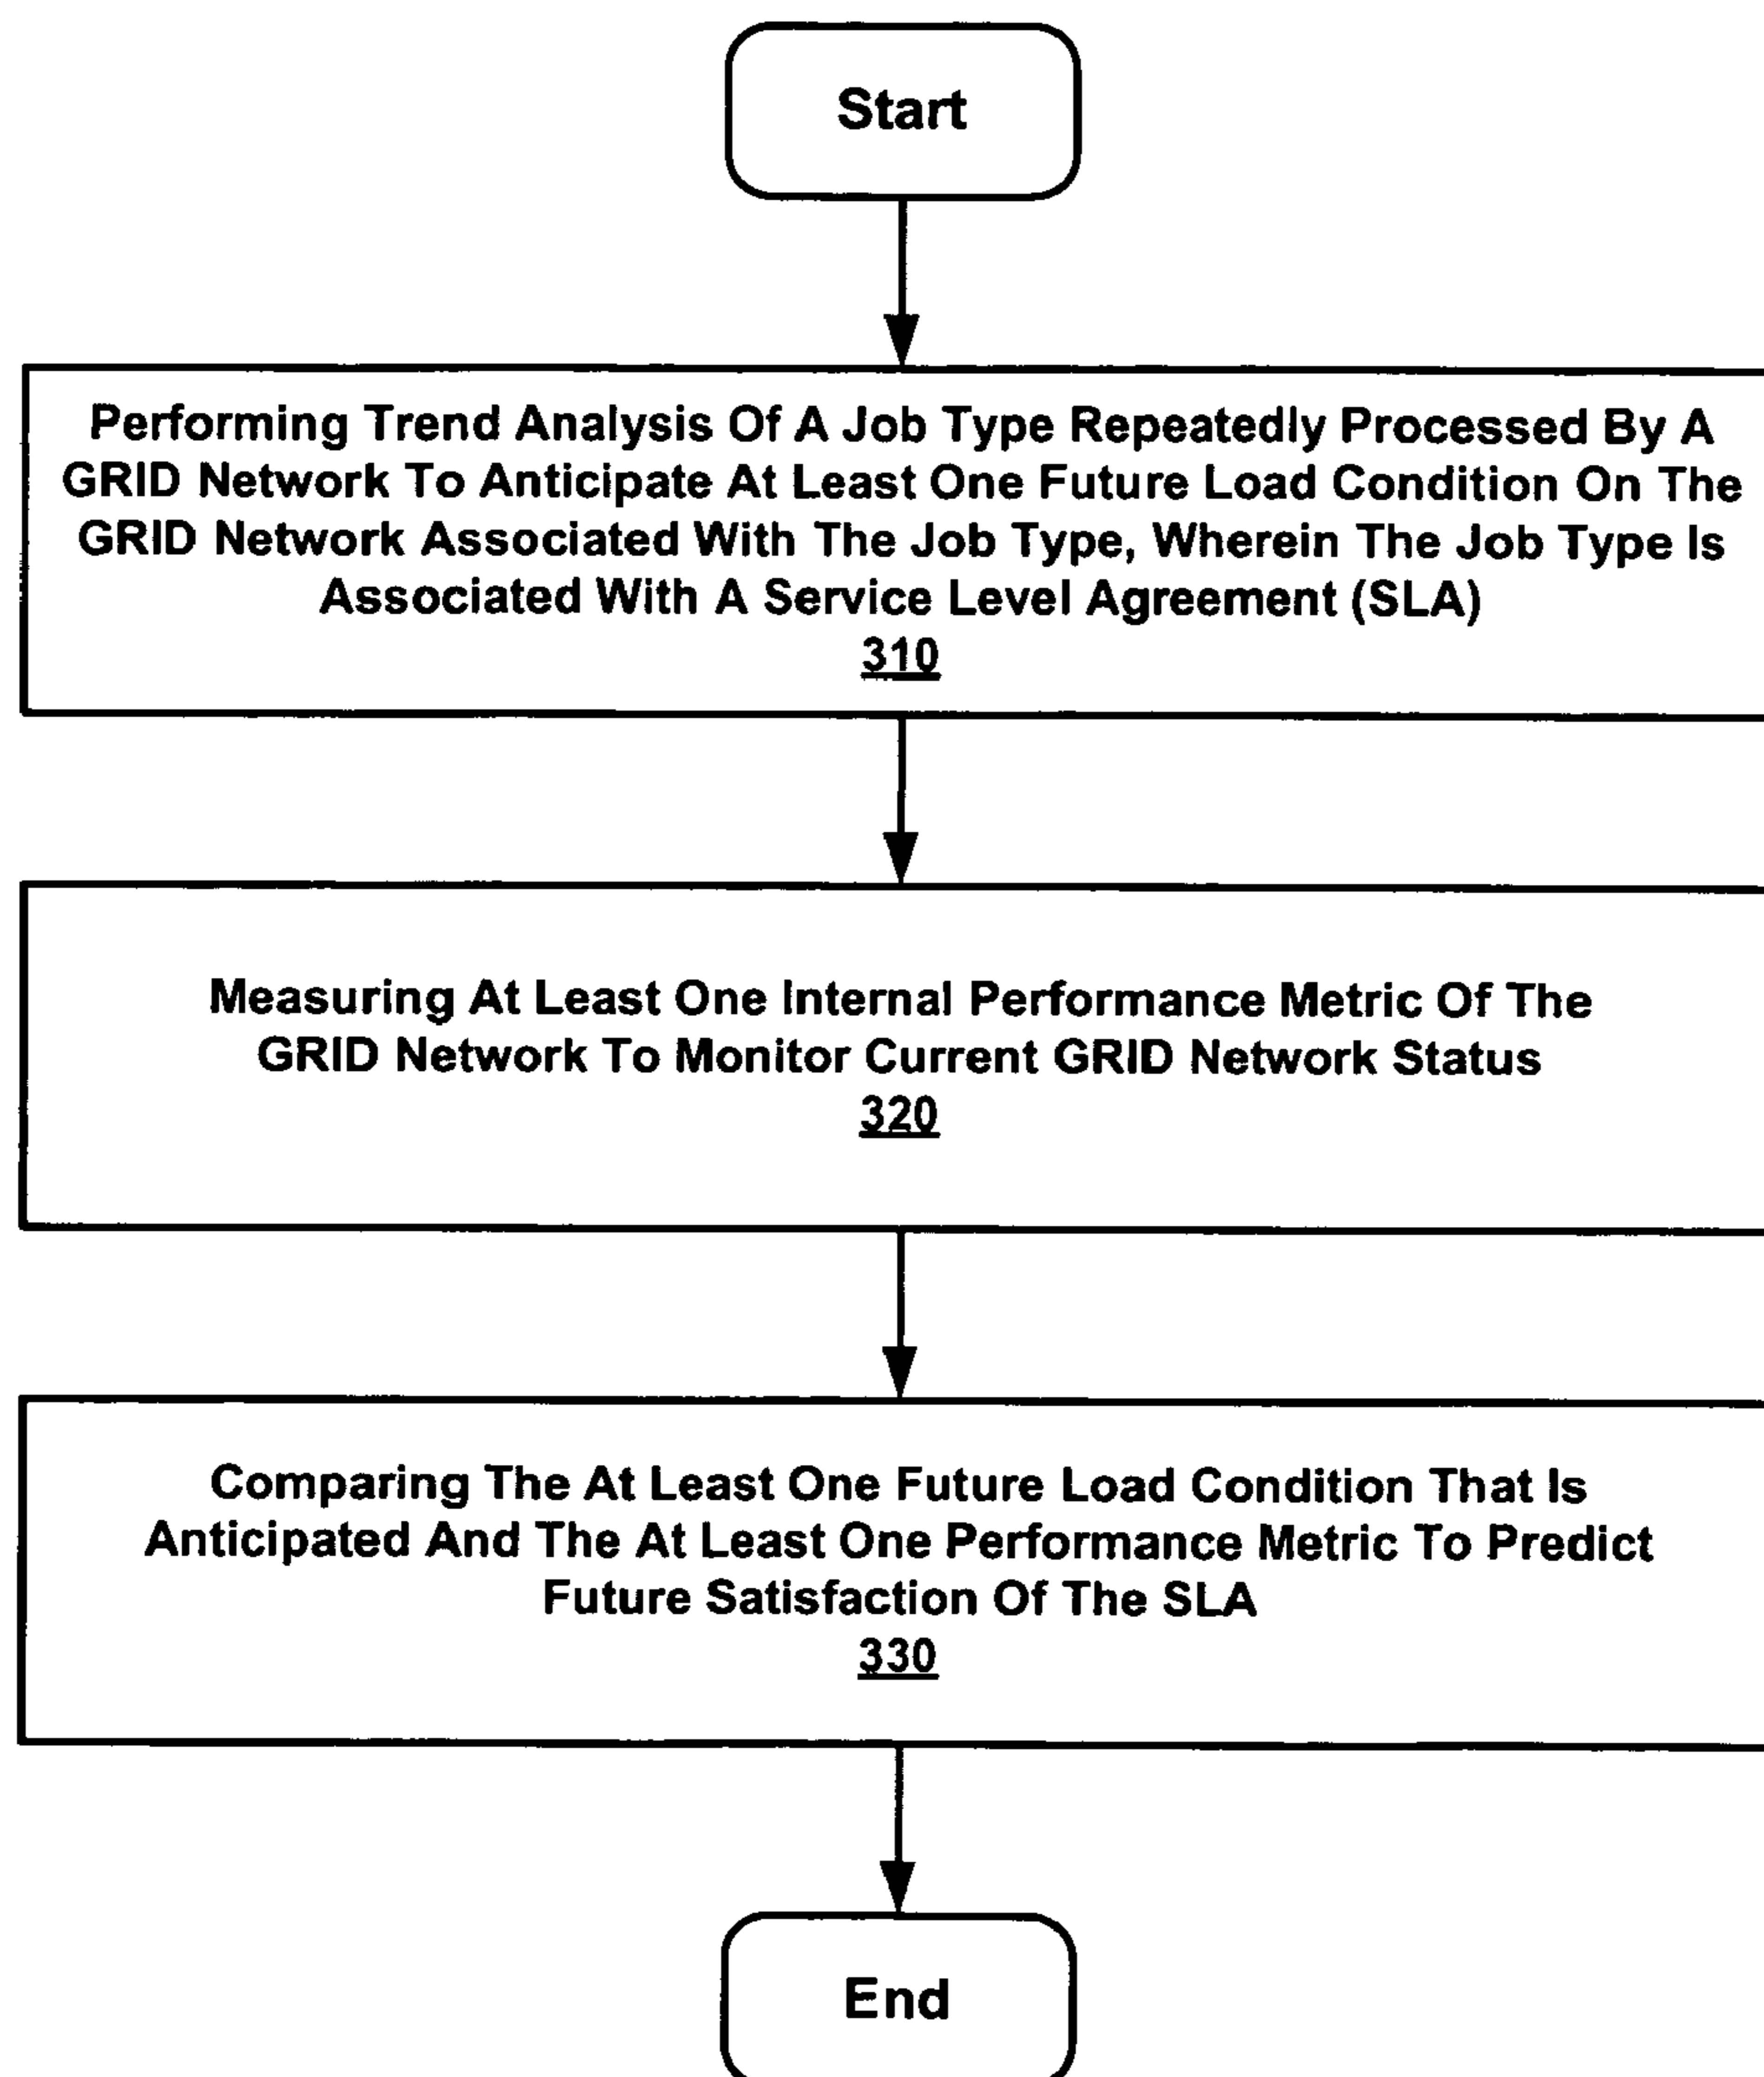 Start
Performing Trend Analysis Of A Job Type Repeatedly Processed By A
GRID Network To Anticipate At Least One Future Load Condition On The
GRID Network Associated With The Job Type, Wherein The Job Type Is
Associated With A Service Level Agreement (SLA)
310
Measuring At Least One Internal Performance Metric Of The
GRID Network To Monitor Current GRID Network Status
320
Comparing The At Least One Future Load Condition That Is
Anticipated And The At Least One Performance Metric To Predict
Future Satisfaction Of The SLA
330
End